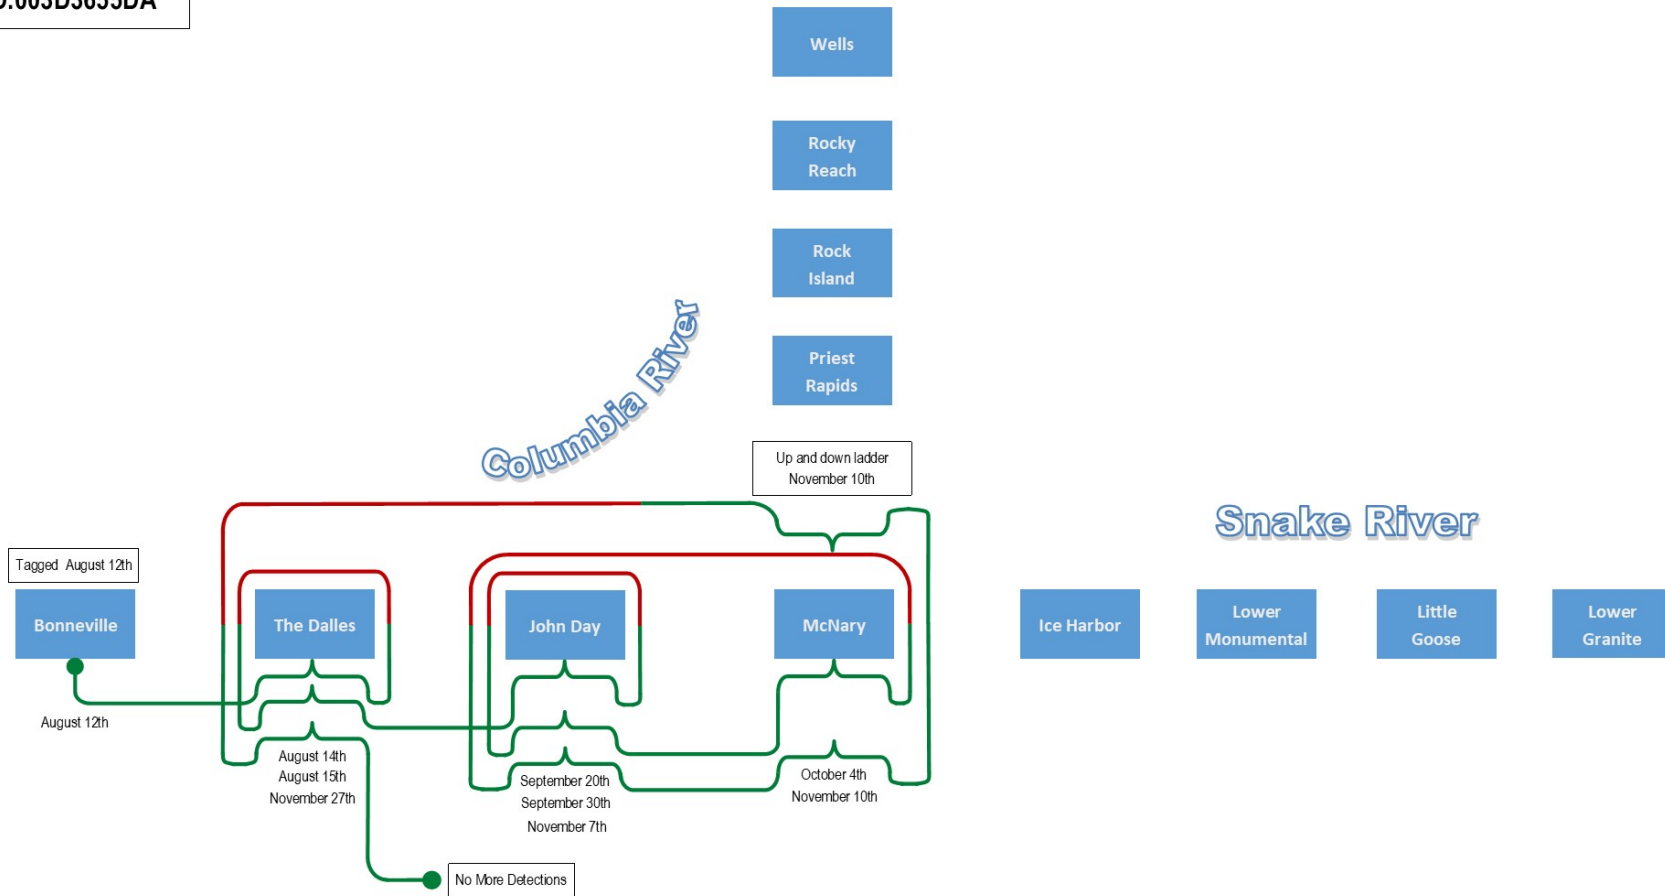 Wells
Rocky
Reach
Rock
Island
Priest
Rapids
Columbia River
Up and down ladder
November 10th
Snake River
Tagged August 12th
Bonneville
The Dalles
John Day
McNary
Ice Harbor
Lower
Monumental
Little
Goose
Lower
Granite
August 12th
August 14th
August 15th
November 27th
September 20th
September 30th
November 7th
October 4th
November 10th
No More Detections